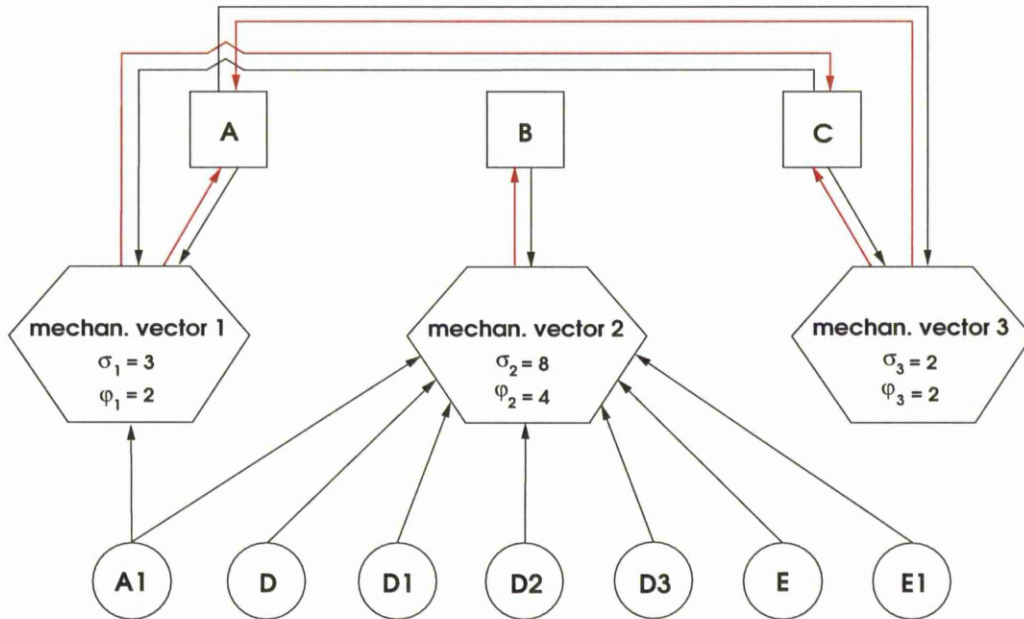 A
B
C
mechan. vector 1
σ₁ = 3
φ₁ = 2
mechan. vector 2
σ₂ = 8
φ₂ = 4
mechan. vector 3
σ₃ = 2
φ₃ = 2
A1
D
D1
D2
D3
E
E1